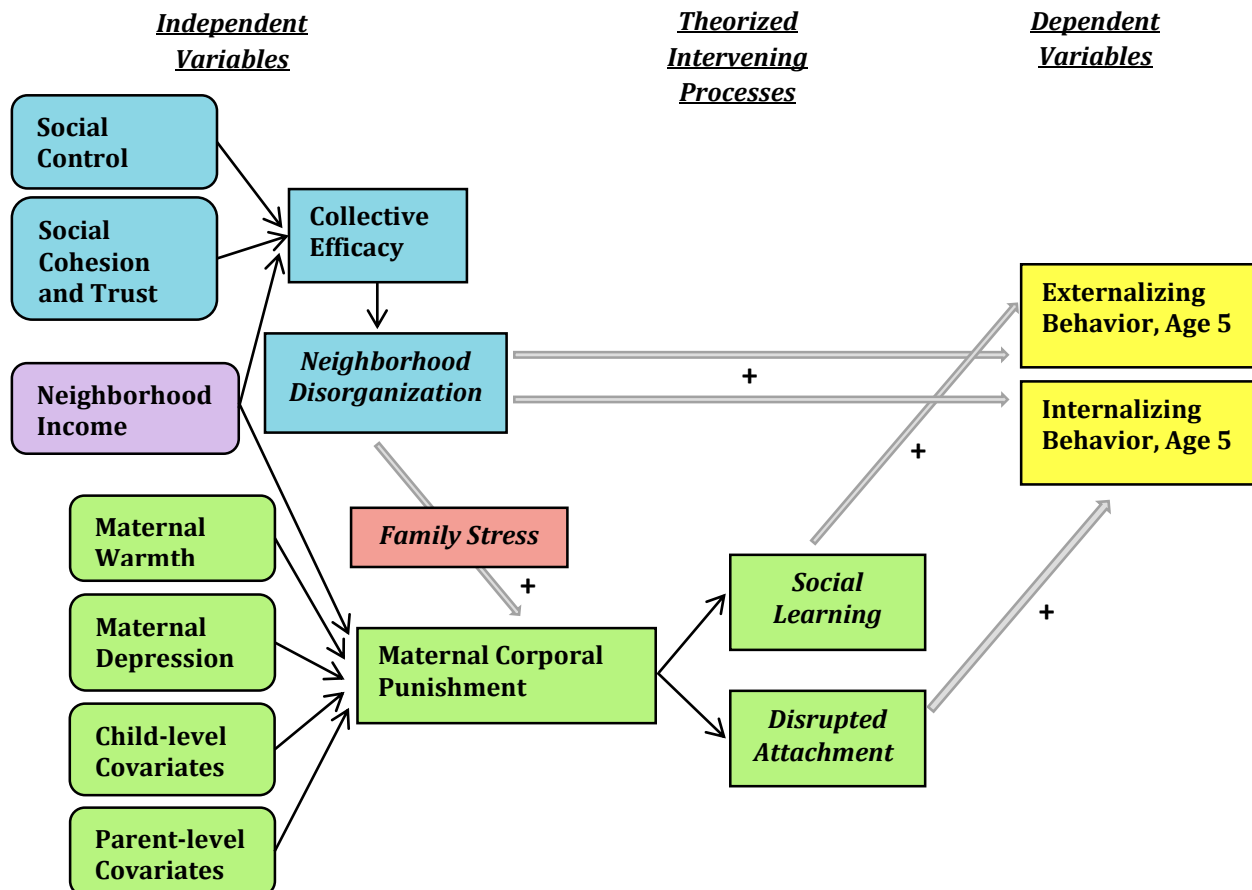 Independent
Variables
Theorized
Intervening
Processes
Dependent
Variables
Social
Control
Social
Cohesion
and Trust
Collective
Efficacy
Neighborhood
Income
Neighborhood
Disorganization
+
Externalizing
Behavior, Age 5
Internalizing
Behavior, Age 5
+
Family Stress
+
Maternal
Warmth
Maternal
Depression
Child-level
Covariates
Parent-level
Covariates
Maternal Corporal
Punishment
Social
Learning
Disrupted
Attachment
+